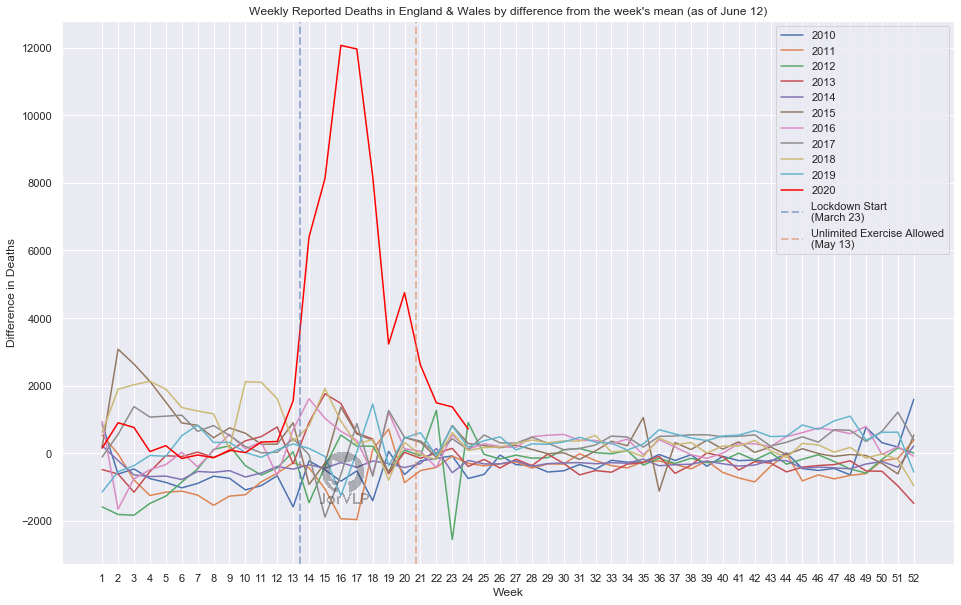 Weekly Reported Deaths in England & Wales by difference from the week's mean (as of June 12)
12000
10000
8000
6000
4000
2000
0
−2000
Difference in Deaths
2010
2011
2012
2013
2014
2015
2016
2017
2018
2019
2020
Lockdown Start
(March 23)
Unlimited Exercise Allowed
(May 13)
1 2 3 4 5 6 7 8 9 10 11 12 13 14 15 16 17 18 19 20 21 22 23 24 25 26 27 28 29 30 31 32 33 34 35 36 37 38 39 40 41 42 43 44 45 46 47 48 49 50 51 52
Week